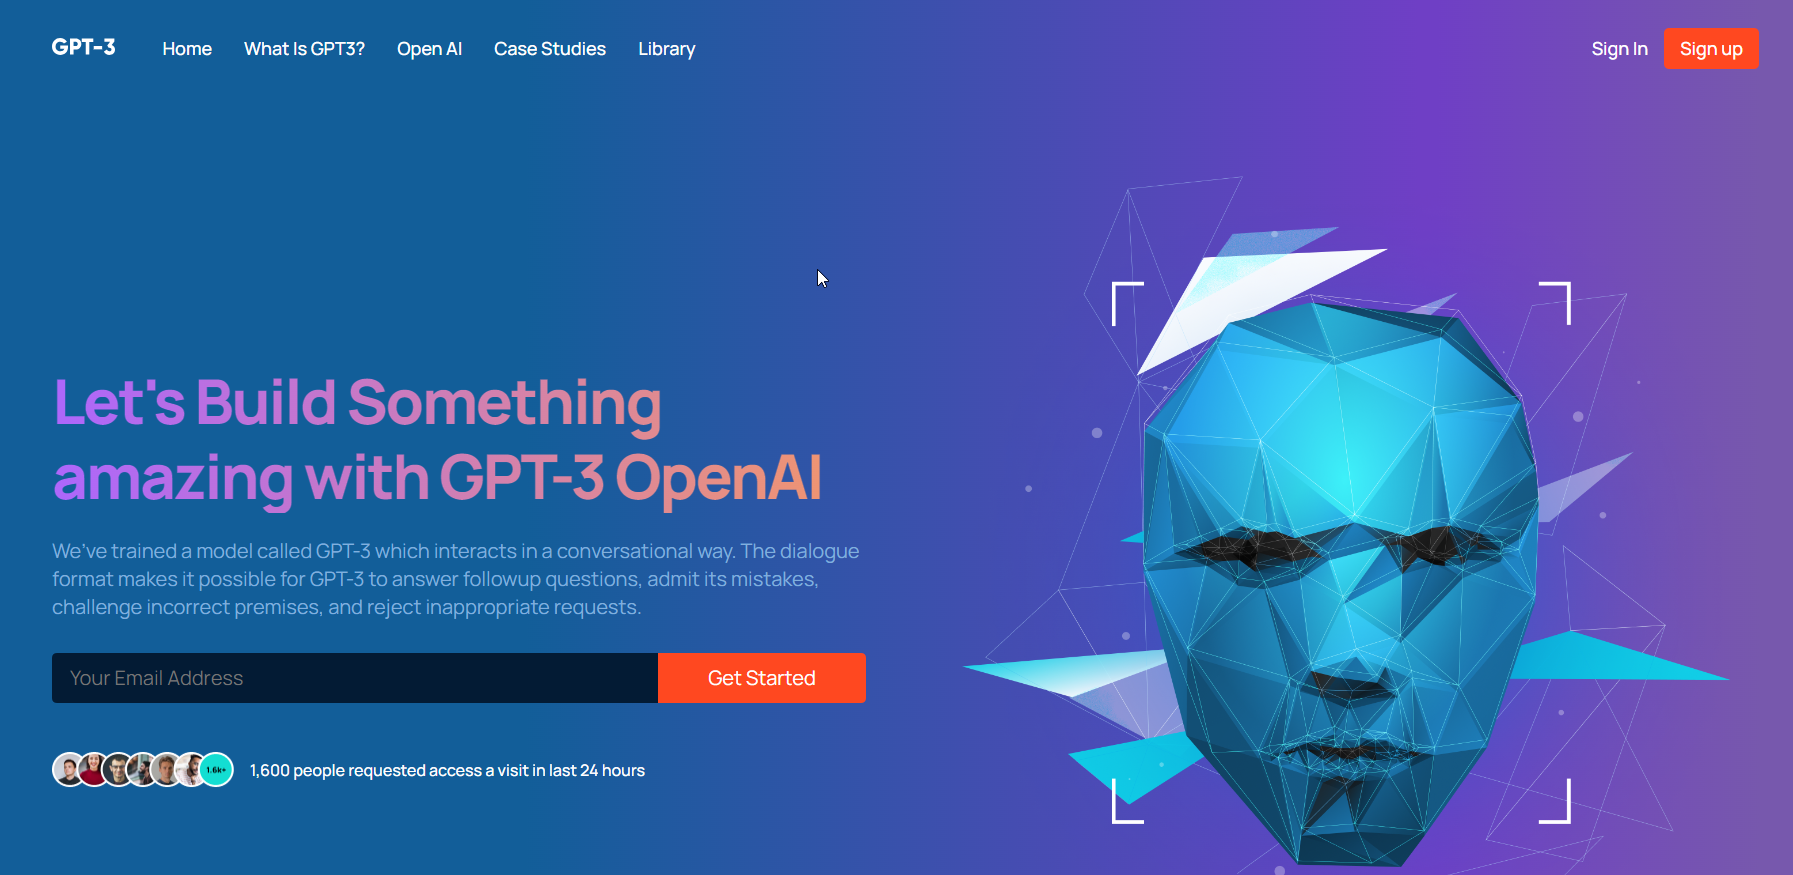 GPT-3
Home
What Is GPT3?
Open AI
Case Studies
Library
Sign In
Sign up
Let's Build Something
amazing with GPT-3 OpenAI
We've trained a model called GPT-3 which interacts in a conversational way. The dialogue
format makes it possible for GPT-3 to answer followup questions, admit its mistakes,
challenge incorrect premises, and reject inappropriate requests.
Your Email Address
Get Started
1.6k+
1,600 people requested access a visit in last 24 hours